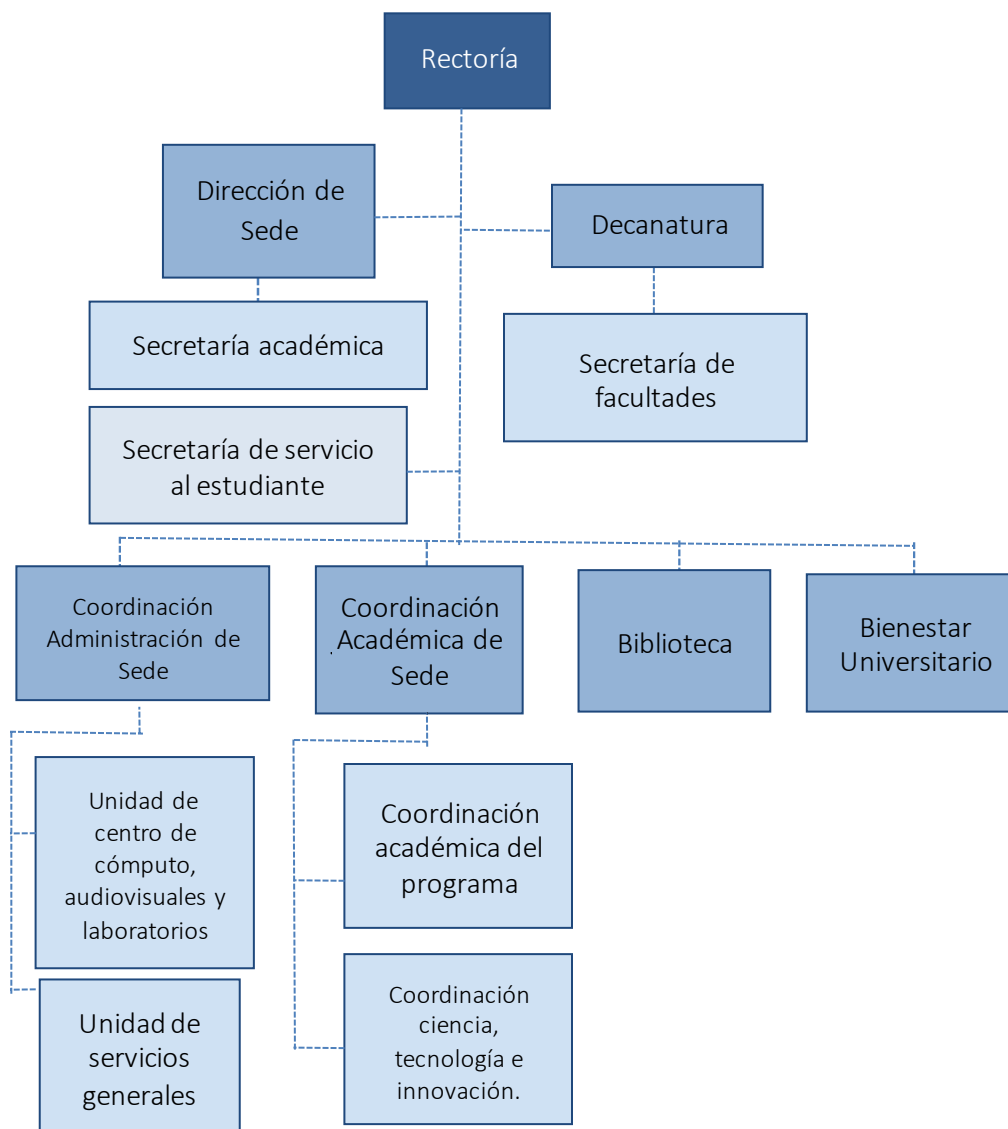 Rectoría
Dirección de
Sede
Decanatura
Secretaría académica
Secretaría de
facultades
Secretaría de servicio
al estudiante
Coordinación
Administración de
Sede
Coordinación
Académica de
Sede
.
Biblioteca
Bienestar
Universitario
Unidad de
centro de
cómputo,
audiovisuales y
laboratorios
Coordinación
académica del
programa
Unidad de
servicios
generales
Coordinación
ciencia,
tecnología e
innovación.